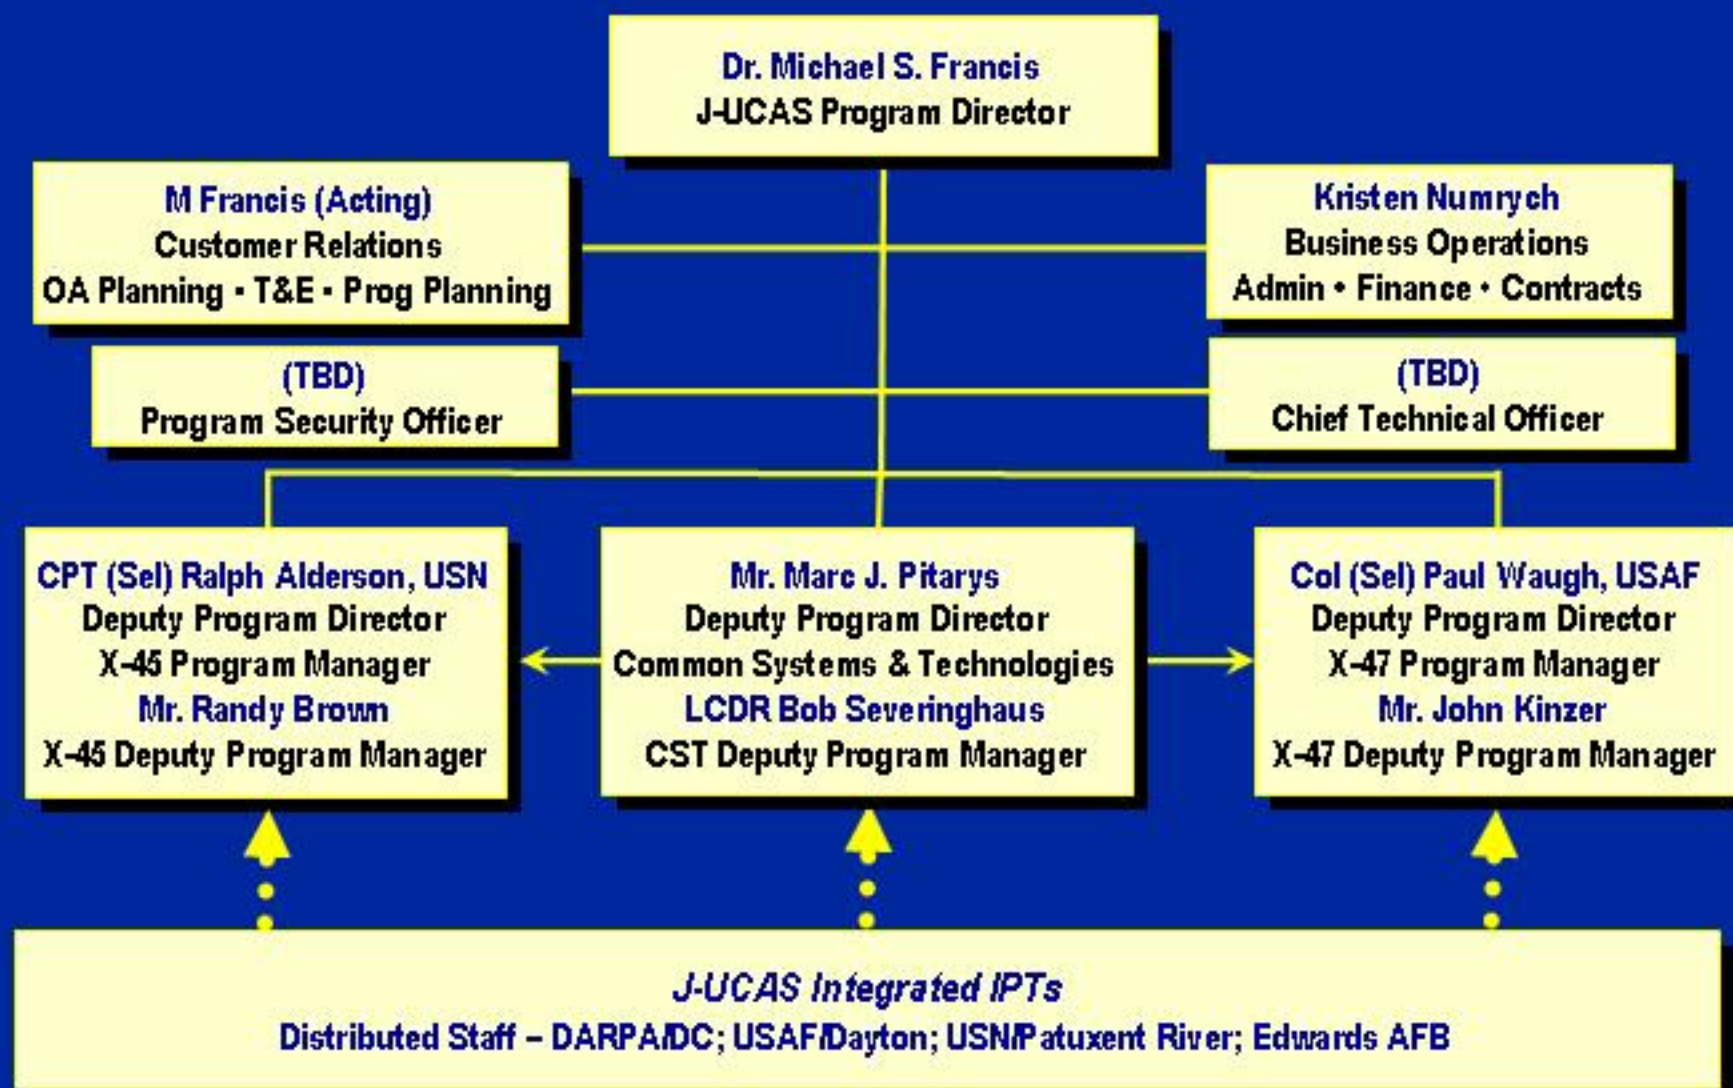 Dr. Michael S. Francis
J-UCAS Program Director
M Francis (Acting)
Customer Relations
OA Planning ▪ T&E ▪ Prog Planning
Kristen Numrych
Business Operations
Admin • Finance • Contracts
(TBD)
Program Security Officer
(TBD)
Chief Technical Officer
CPT (Sel) Ralph Alderson, USN
Deputy Program Director
X-45 Program Manager
Mr. Randy Brown
X-45 Deputy Program Manager
Mr. Marc J. Pitarys
Deputy Program Director
Common Systems & Technologies
LCDR Bob Severinghaus
CST Deputy Program Manager
Col (Sel) Paul Waugh, USAF
Deputy Program Director
X-47 Program Manager
Mr. John Kinzer
X-47 Deputy Program Manager
J-UCAS Integrated IPTs
Distributed Staff – DARPA/DC; USAF/Dayton; USN/Patuxent River; Edwards AFB